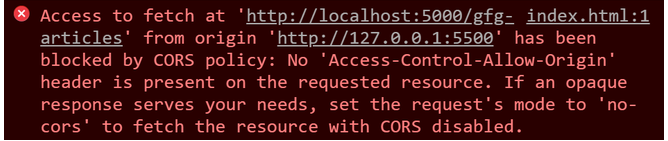 Access to fetch at 'http://localhost:5000/gfg- index.html:1
articles' from origin 'http://127.0.0.1:5500' has been
blocked by CORS policy: No 'Access-Control-Allow-Origin'
header is present on the requested resource. If an opaque
response serves your needs, set the request's mode to 'no-
cors' to fetch the resource with CORS disabled.